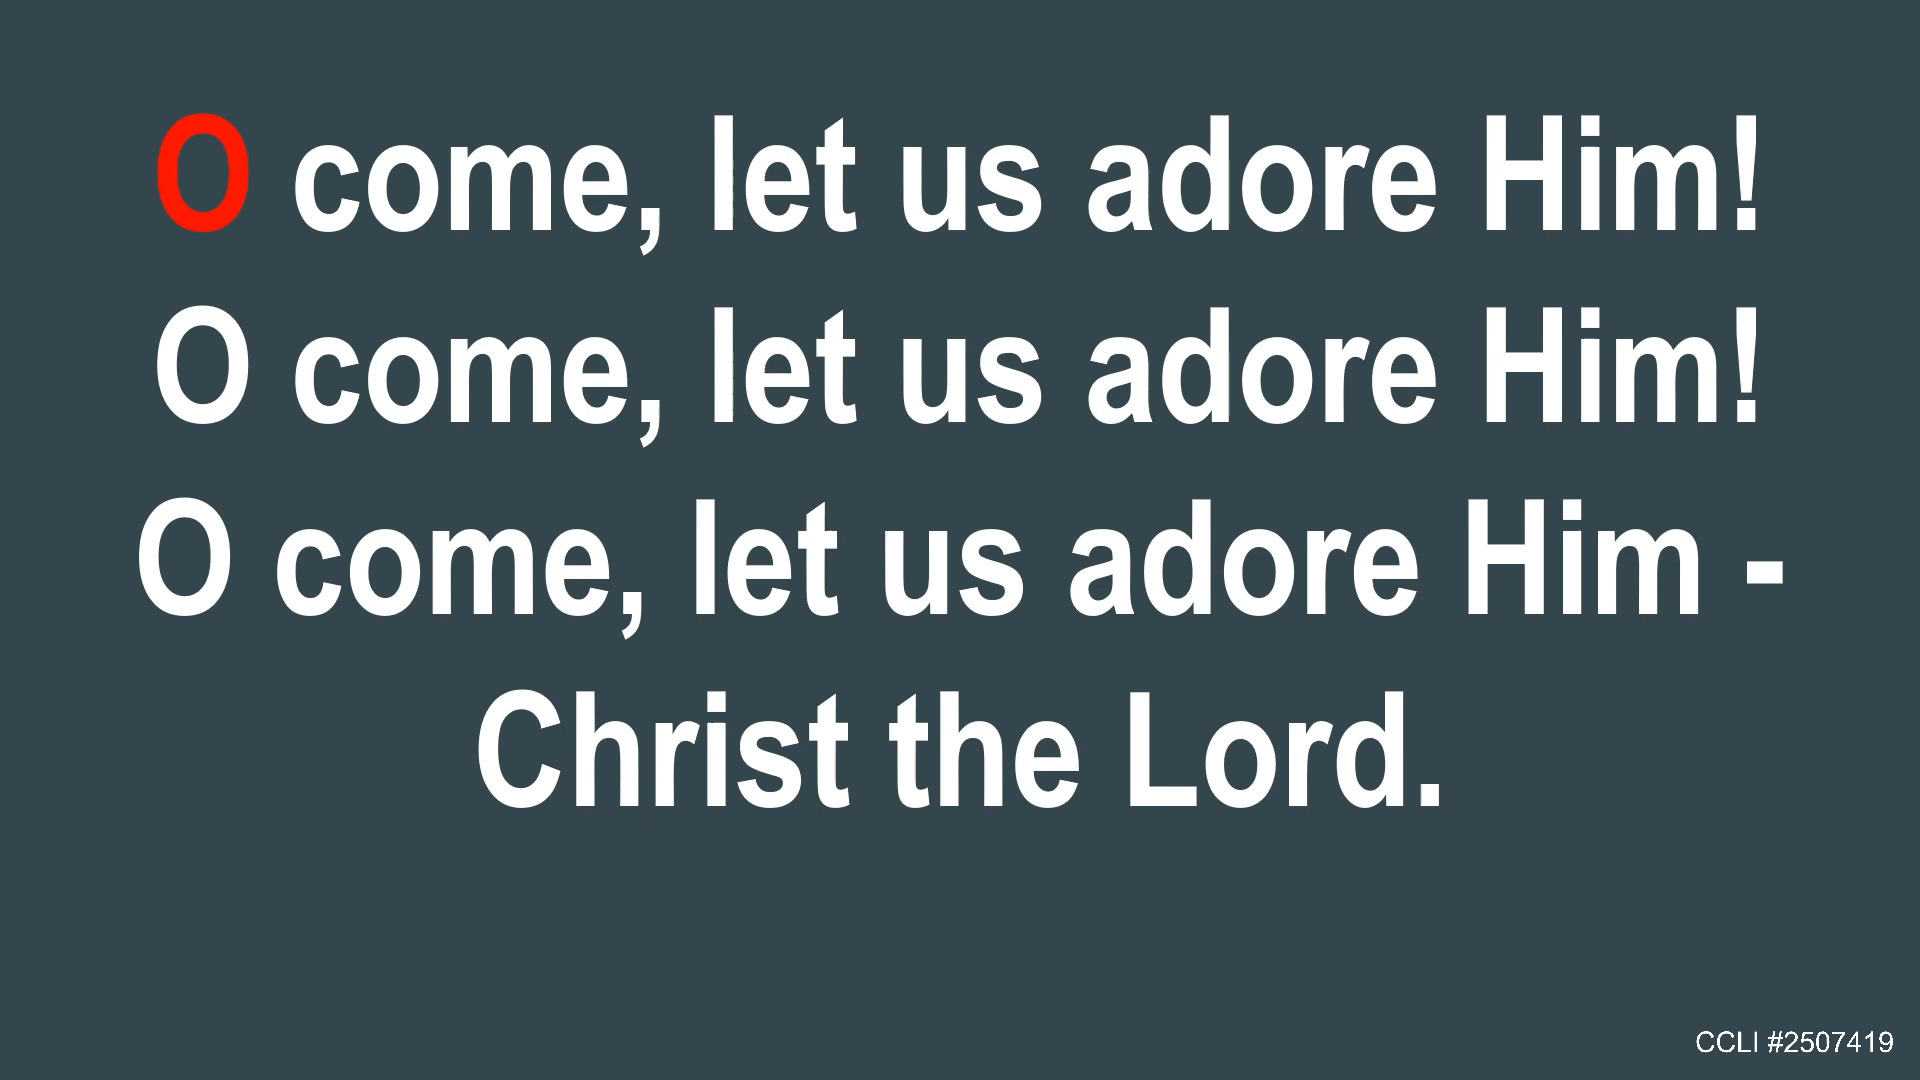 O come, let us adore Him!
O come, let us adore Him!
O come, let us adore Him -
Christ the Lord.
CCLI #2507419